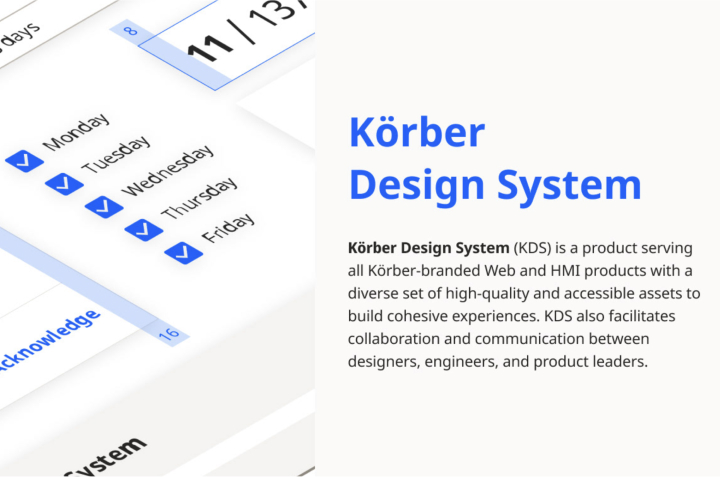 days
8
11 / 137
Monday
Tuesday
Wednesday
Thursday
Friday
Acknowledge
16
System
Körber
Design System
Körber Design System (KDS) is a product serving
all Körber-branded Web and HMI products with a
diverse set of high-quality and accessible assets to
build cohesive experiences. KDS also facilitates
collaboration and communication between
designers, engineers, and product leaders.